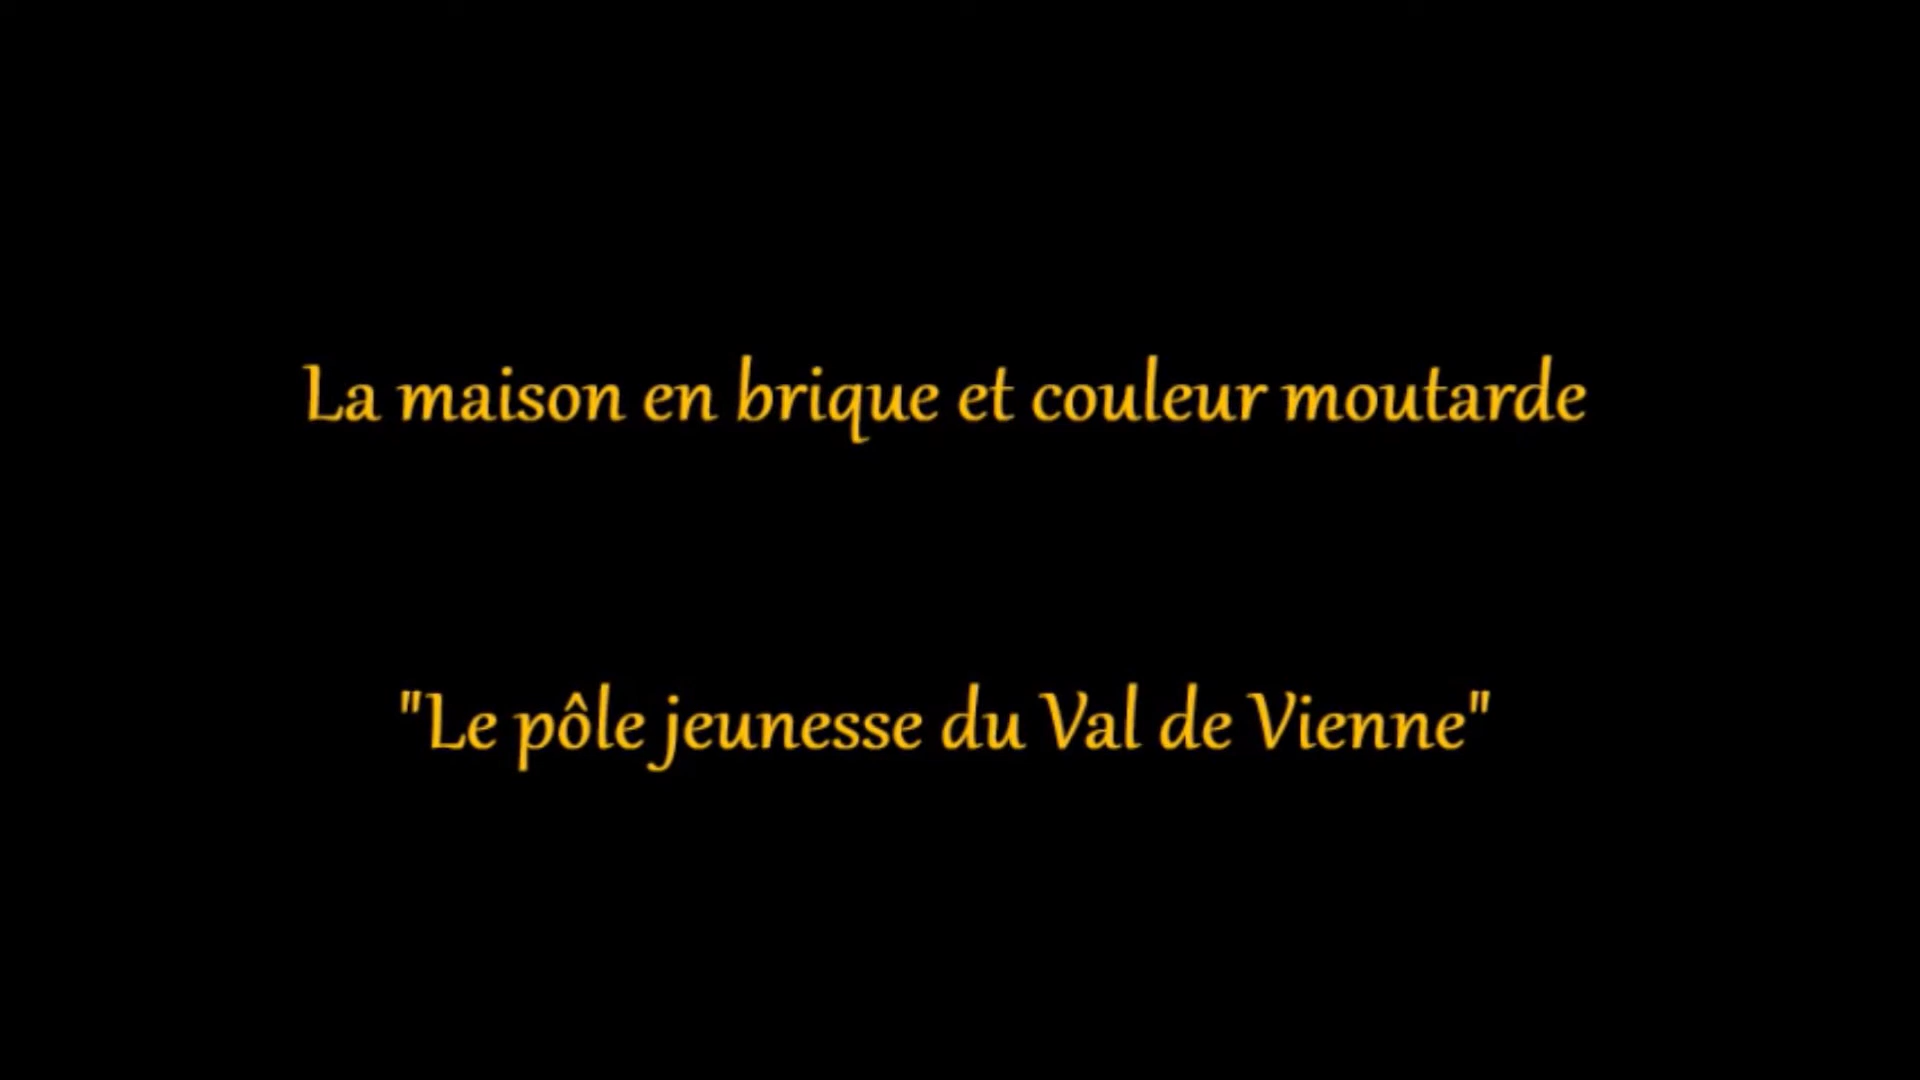 La maison en brique et couleur moutarde
"Le pôle jeunesse du Val de Vienne"